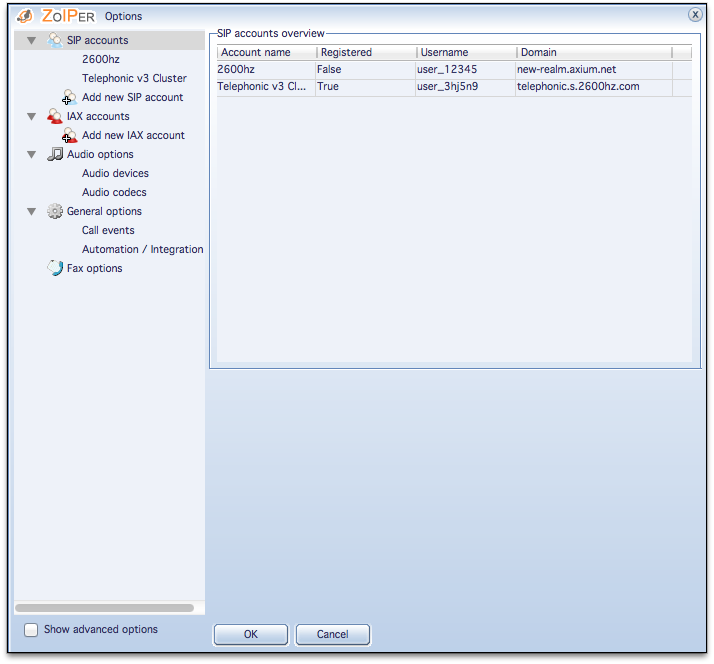 ZoIPer Options
SIP accounts
2600hz
Telephonic v3 Cluster
Add new SIP account
IAX accounts
Add new IAX account
Audio options
Audio devices
Audio codecs
General options
Call events
Automation / Integration
Fax options
Show advanced options
SIP accounts overview
Account name Registered Username Domain
2600hz False user_12345 new-realm.axium.net
Telephonic v3 Cl... True user_3hj5n9 telephonic.s.2600hz.com
OK Cancel